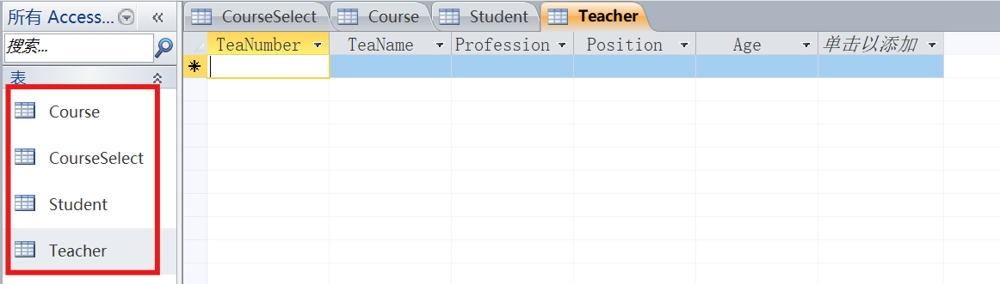 所有 Access...
搜索...
表
Course
CourseSelect
Student
Teacher
CourseSelect Course Student Teacher
TeaNumber TeaName Profession Position Age 单击以添加